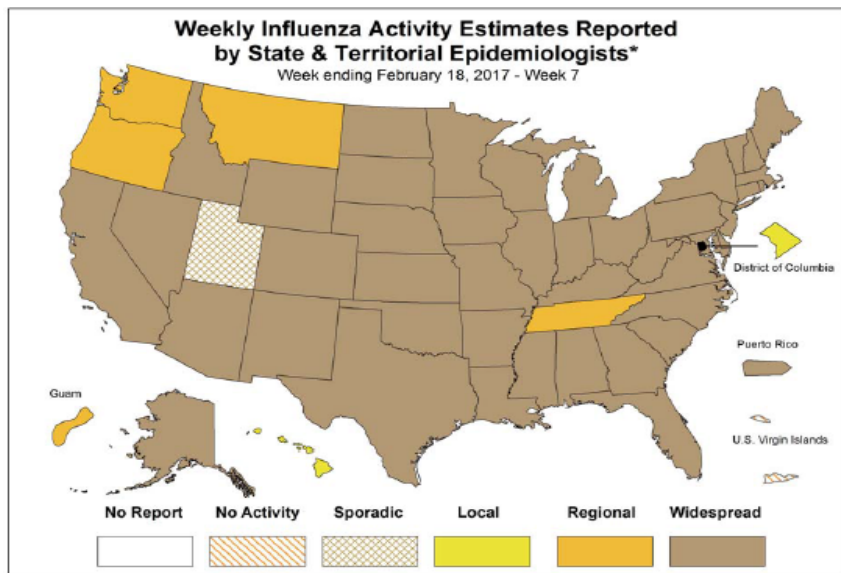 Weekly Influenza Activity Estimates Reported
by State & Territorial Epidemiologists*
Week ending February 18, 2017 - Week 7
District of Columbia
Puerto Rico
Guam
U.S. Virgin Islands
No Report No Activity Sporadic Local Regional Widespread